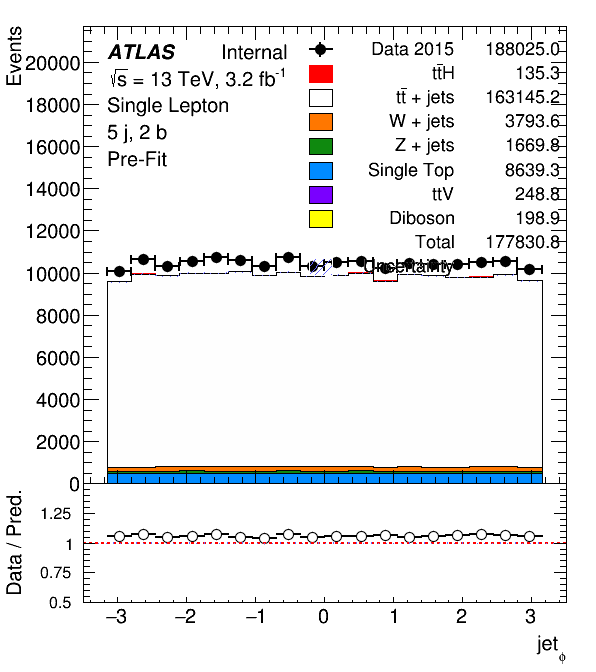 Events
ATLAS Internal
√s = 13 TeV, 3.2 fb⁻¹
Single Lepton
5 j, 2 b
Pre-Fit
Data 2015 188025.0
tt̄H 135.3
tt̄ + jets 163145.2
W + jets 3793.6
Z + jets 1669.8
Single Top 8639.3
ttV 248.8
Diboson 198.9
Total 177830.8
Uncertainty
20000
18000
16000
14000
12000
10000
8000
6000
4000
2000
0
Data / Pred.
1.25
1
0.75
0.5
−3 −2 −1 0 1 2 3
jet_ϕ